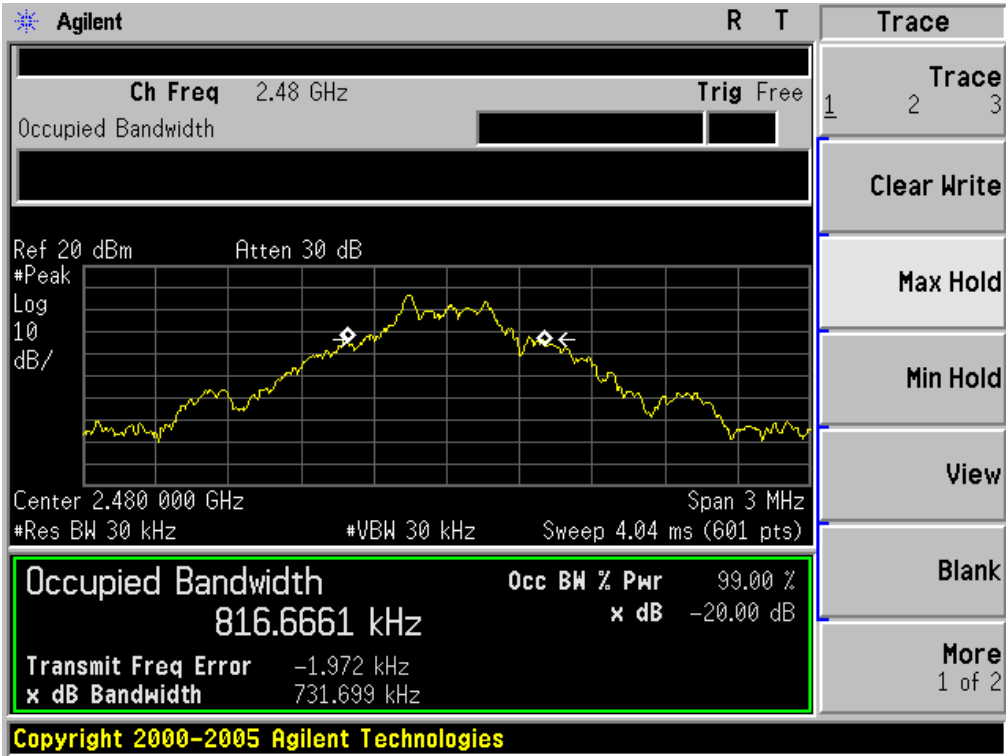 Agilent R T Trace
Ch Freq 2.48 GHz Trig Free
Occupied Bandwidth
Trace
1 2 3
Clear Write
Max Hold
Min Hold
View
Blank
More
1 of 2
Ref 20 dBm Atten 30 dB
#Peak
Log
10
dB/
Center 2.480 000 GHz Span 3 MHz
#Res BW 30 kHz #VBW 30 kHz Sweep 4.04 ms (601 pts)
Occupied Bandwidth Occ BW % Pwr 99.00 %
816.6661 kHz x dB -20.00 dB
Transmit Freq Error -1.972 kHz
x dB Bandwidth 731.699 kHz
Copyright 2000-2005 Agilent Technologies